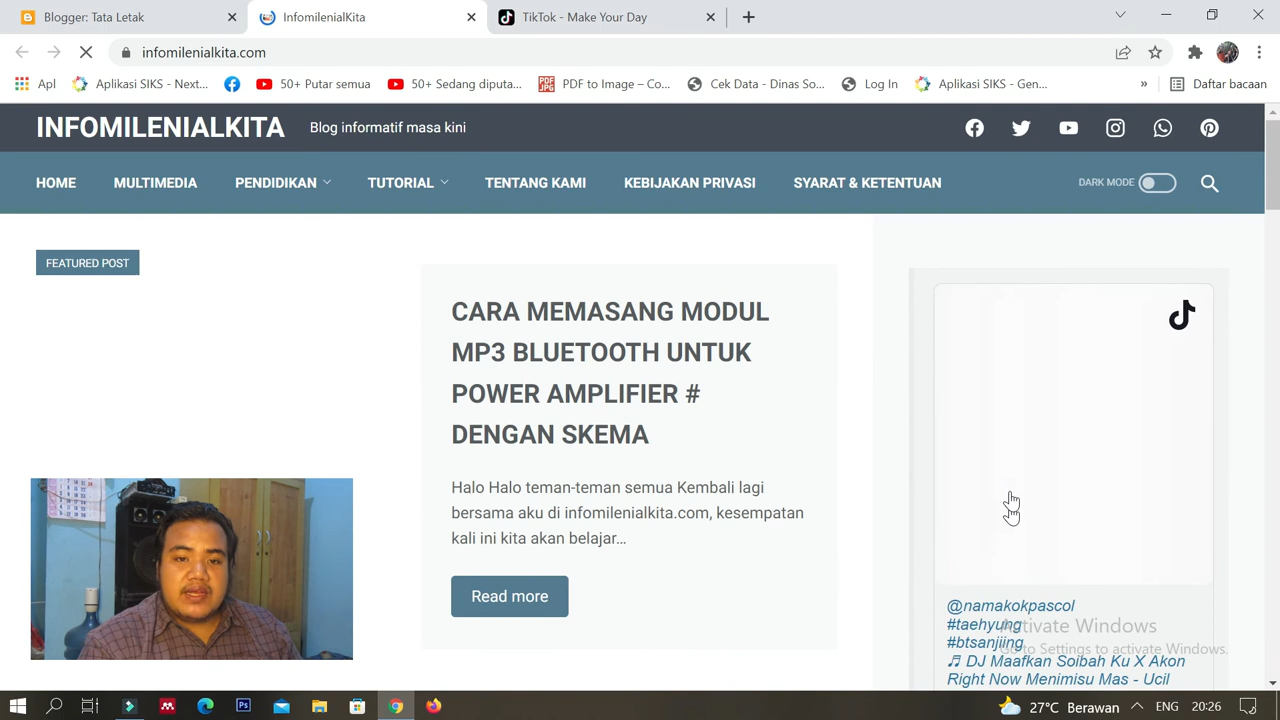 Blogger: Tata Letak
InfomilenialKita
TikTok - Make Your Day
infomilenialkita.com
Apl
Aplikasi SIKS - Next...
50+ Putar semua
50+ Sedang diputa...
PDF to Image – Co...
Cek Data - Dinas So...
Log In
Aplikasi SIKS - Gen...
»
Daftar bacaan
INFOMILENIALKITA
Blog informatif masa kini
HOME
MULTIMEDIA
PENDIDIKAN
TUTORIAL
TENTANG KAMI
KEBIJAKAN PRIVASI
SYARAT & KETENTUAN
DARK MODE
FEATURED POST
CARA MEMASANG MODUL
MP3 BLUETOOTH UNTUK
POWER AMPLIFIER #
DENGAN SKEMA
Halo Halo teman-teman semua Kembali lagi
bersama aku di infomilenialkita.com, kesempatan
kali ini kita akan belajar...
Read more
@namakokpascol
#taehyung
#btsanjiing
♬ DJ Maafkan Soibah Ku X Akon
Right Now Menimisu Mas - Ucil
Activate Windows
Go to Settings to activate Windows.
27°C Berawan
ENG
20:26